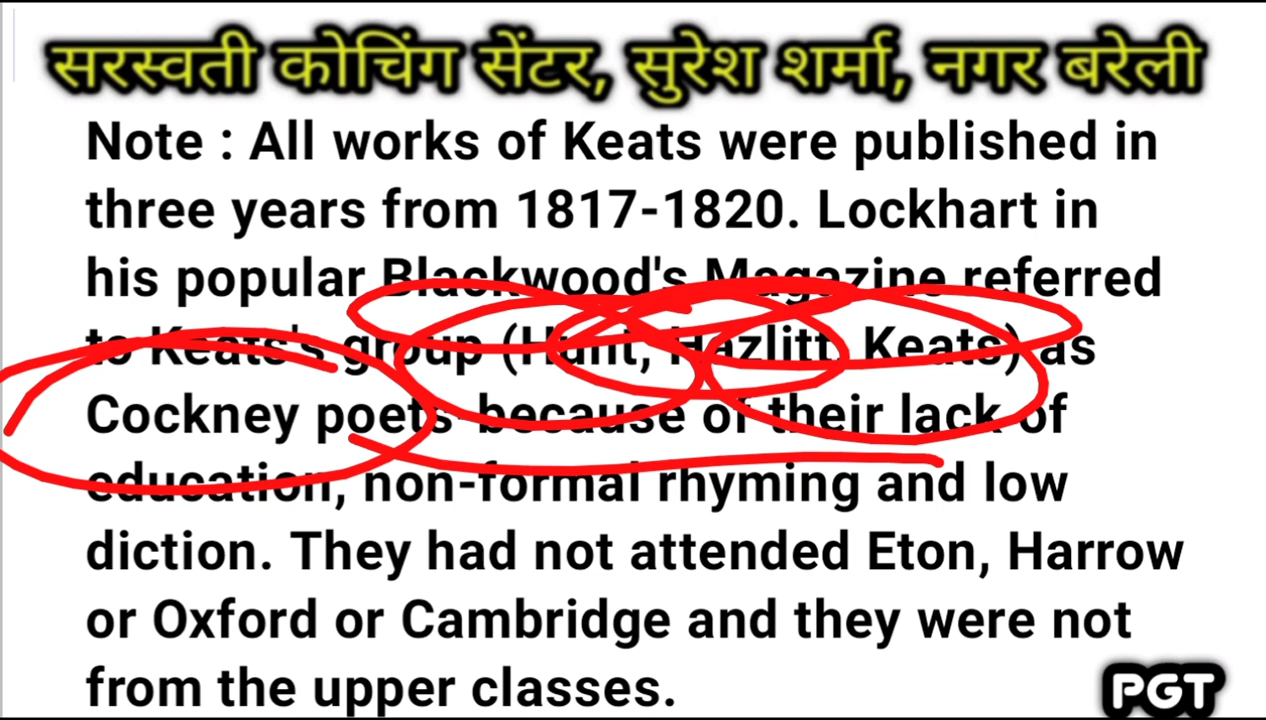 सरस्वती कोचिंग सेंटर, सुरेश शर्मा, नगर बरेली
Note : All works of Keats were published in
three years from 1817-1820. Lockhart in
his popular Blackwood's Magazine referred
to Keats's group (Hunt, Hazlitt, Keats) as
Cockney poets because of their lack of
education, non-formal rhyming and low
diction. They had not attended Eton, Harrow
or Oxford or Cambridge and they were not
from the upper classes.
PGT